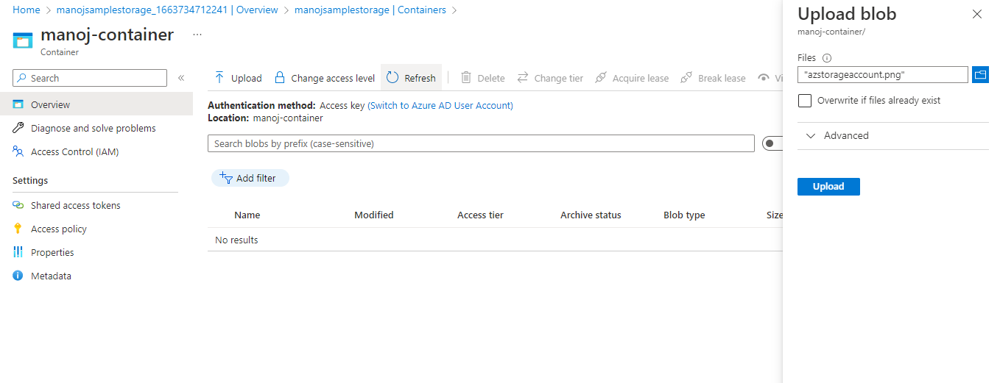 Home > manojsamplestorage_1663734712241 | Overview > manojsamplestorage | Containers >
manoj-container ...
Container
Search «
Overview
Diagnose and solve problems
Access Control (IAM)
Settings
Shared access tokens
Access policy
Properties
Metadata
Upload Change access level Refresh Delete Change tier Acquire lease Break lease Vi
Authentication method: Access key (Switch to Azure AD User Account)
Location: manoj-container
Search blobs by prefix (case-sensitive)
Add filter
Name Modified Access tier Archive status Blob type Size
No results
Upload blob
manoj-container/
Files
"azstorageaccount.png"
Overwrite if files already exist
Advanced
Upload